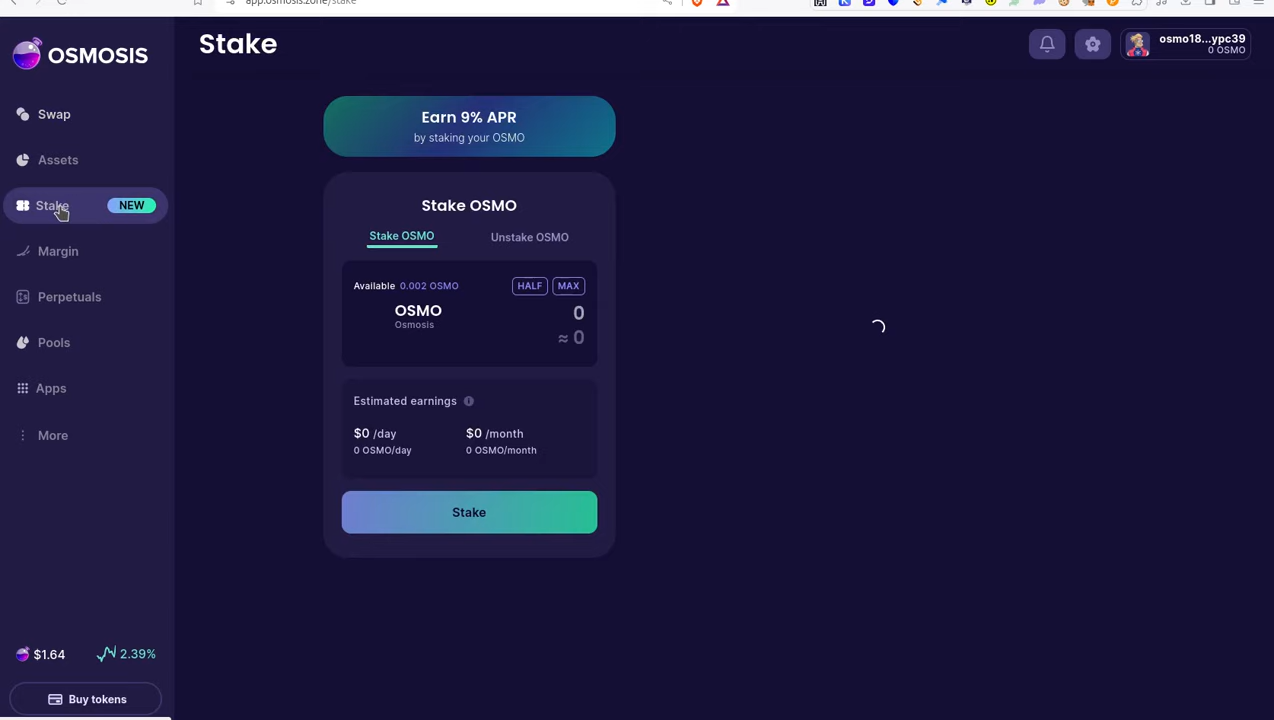 app.osmosis.zone/stake
OSMOSIS
Stake
osmo18...ypc39
0 OSMO
Swap
Assets
Stake NEW
Margin
Perpetuals
Pools
Apps
More
Earn 9% APR
by staking your OSMO
Stake OSMO
Stake OSMO Unstake OSMO
Available 0.002 OSMO HALF MAX
OSMO 0
Osmosis
≈ 0
Estimated earnings
$0 /day $0 /month
0 OSMO/day 0 OSMO/month
Stake
$1.64 2.39%
Buy tokens